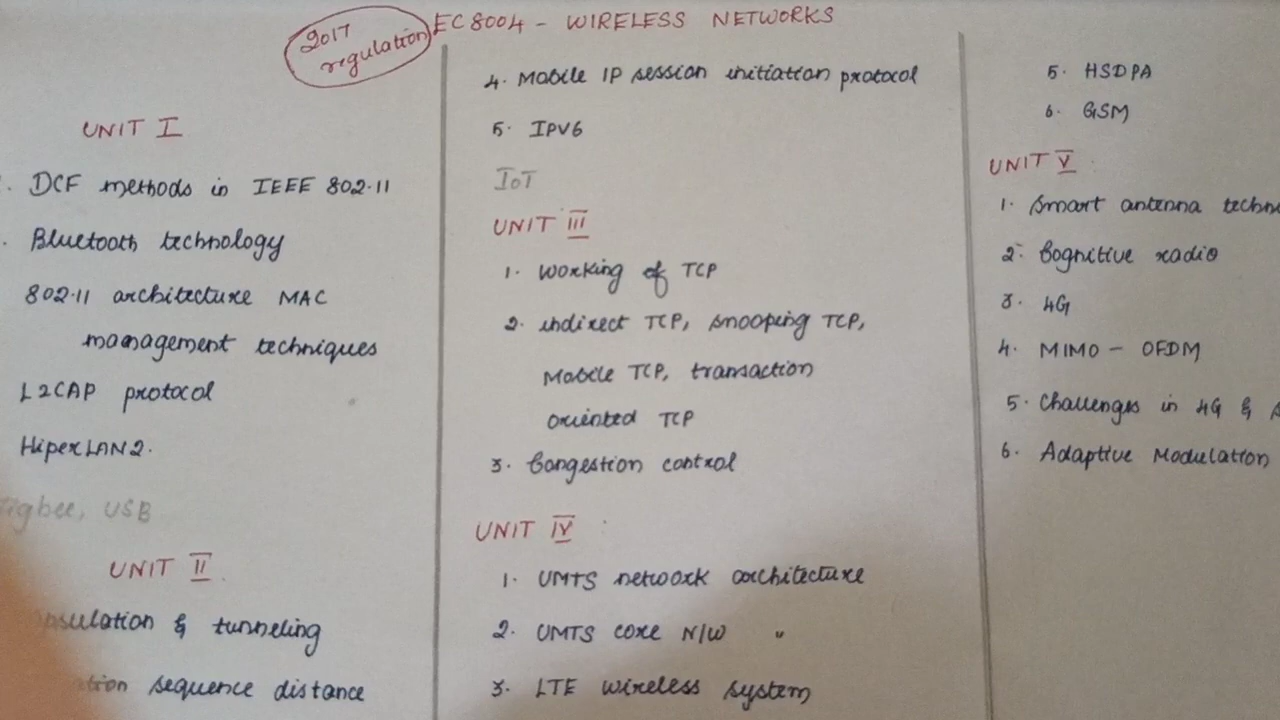 2017 regulation
EC8004 - WIRELESS NETWORKS
UNIT I
DCF methods in IEEE 802.11
Bluetooth technology
802.11 architecture MAC
management techniques
L2CAP protocol
HiperLAN2.
USB
UNIT II
& tunneling
sequence distance
4. Mobile IP session initiation protocol
5. IPV6
IoT
UNIT III
1. Working of TCP
2. indirect TCP, snooping TCP,
Mobile TCP, transaction
oriented TCP
3. Congestion control
UNIT IV :
1. UMTS network architecture
2. UMTS core N/W "
3. LTE wireless system
5. HSDPA
6. GSM
UNIT V :
1. Smart antenna
2. Cognitive radio
3. 4G
4. MIMO - OFDM
5. Challenges in 4G &
6. Adaptive Modulation